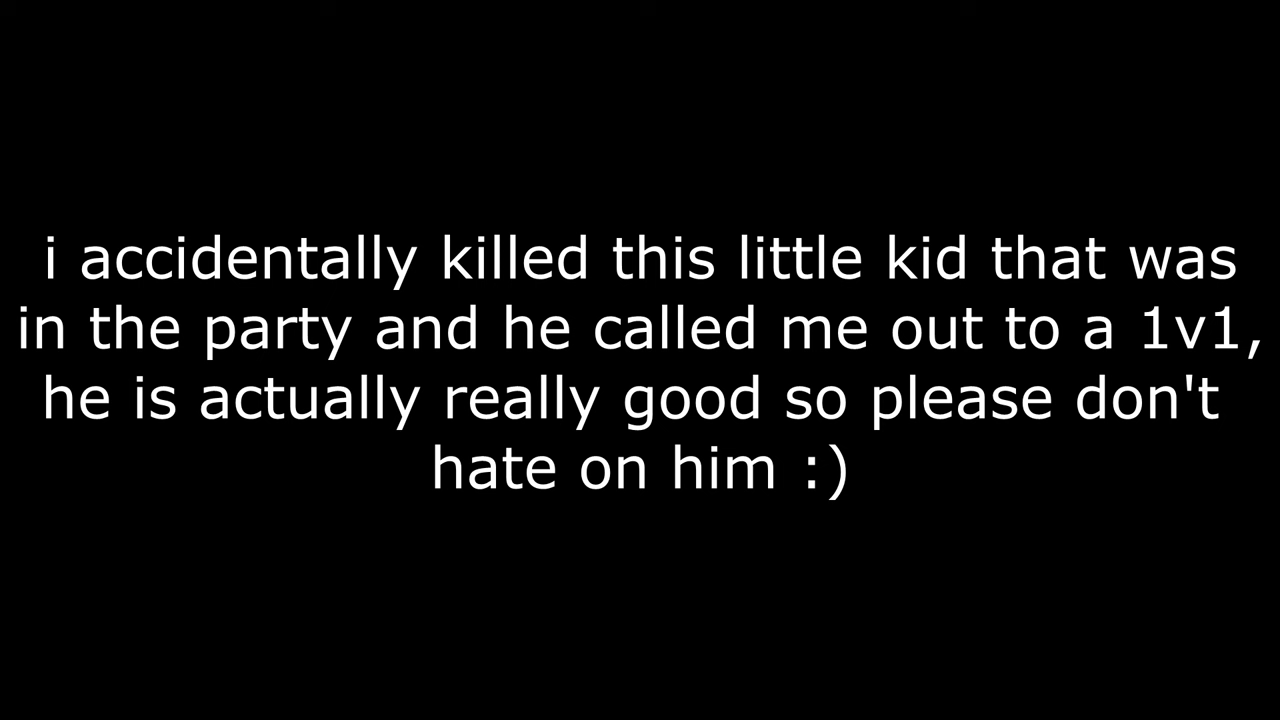 i accidentally killed this little kid that was
in the party and he called me out to a 1v1,
he is actually really good so please don't
hate on him :)